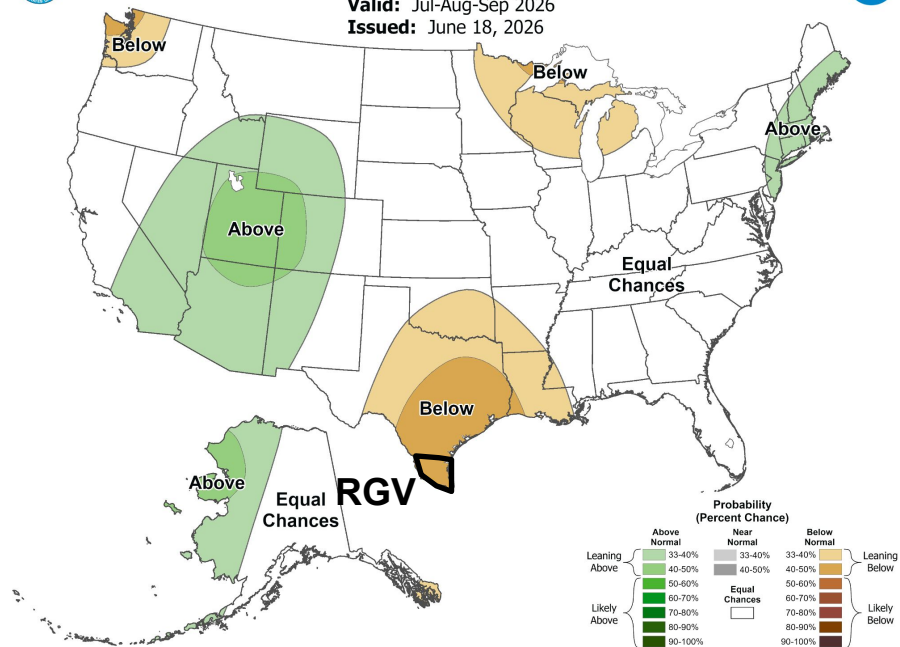 Valid: Jul-Aug-Sep 2026
Issued: June 18, 2026
Below
Below
Above
Above
Equal
Chances
Below
Above
Equal
Chances
RGV
Probability
(Percent Chance)
Above
Normal
Near
Normal
Below
Normal
Leaning
Above
33-40%
40-50%
50-60%
60-70%
70-80%
80-90%
90-100%
Likely
Above
33-40%
40-50%
Equal
Chances
33-40%
40-50%
50-60%
60-70%
70-80%
80-90%
90-100%
Leaning
Below
Likely
Below